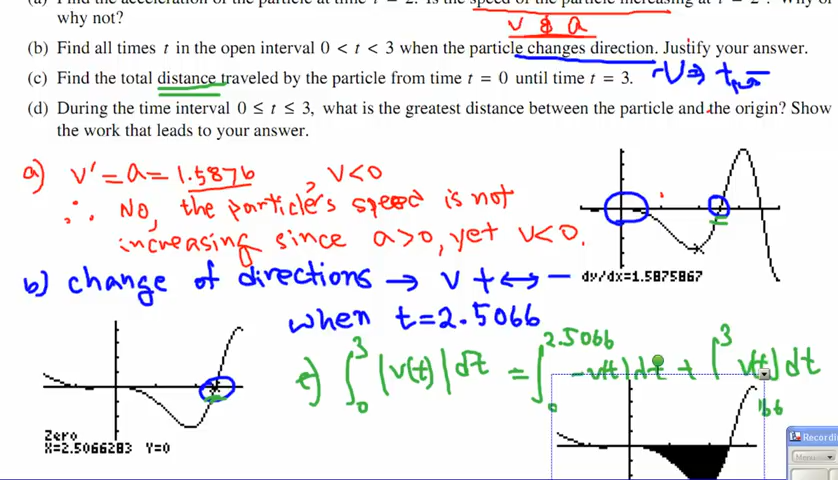 why not?
v & a
(b) Find all times t in the open interval 0 < t < 3 when the particle changes direction. Justify your answer.
(c) Find the total distance traveled by the particle from time t = 0 until time t = 3.
(d) During the time interval 0 ≤ t ≤ 3, what is the greatest distance between the particle and the origin? Show
the work that leads to your answer.
a) v' = a = 1.5876, v<0
∴ No, the particle's speed is not
increasing since a>0, yet v<0.
dy/dx=1.5875867
b) change of directions → v + ↔ −
when t=2.5066
c) ∫₀³ |v(t)| dt = ∫₀^2.5066 -v(t) dt + ∫³ v(t) dt
Zero
X=2.5066283 Y=0
Recordi
Menu